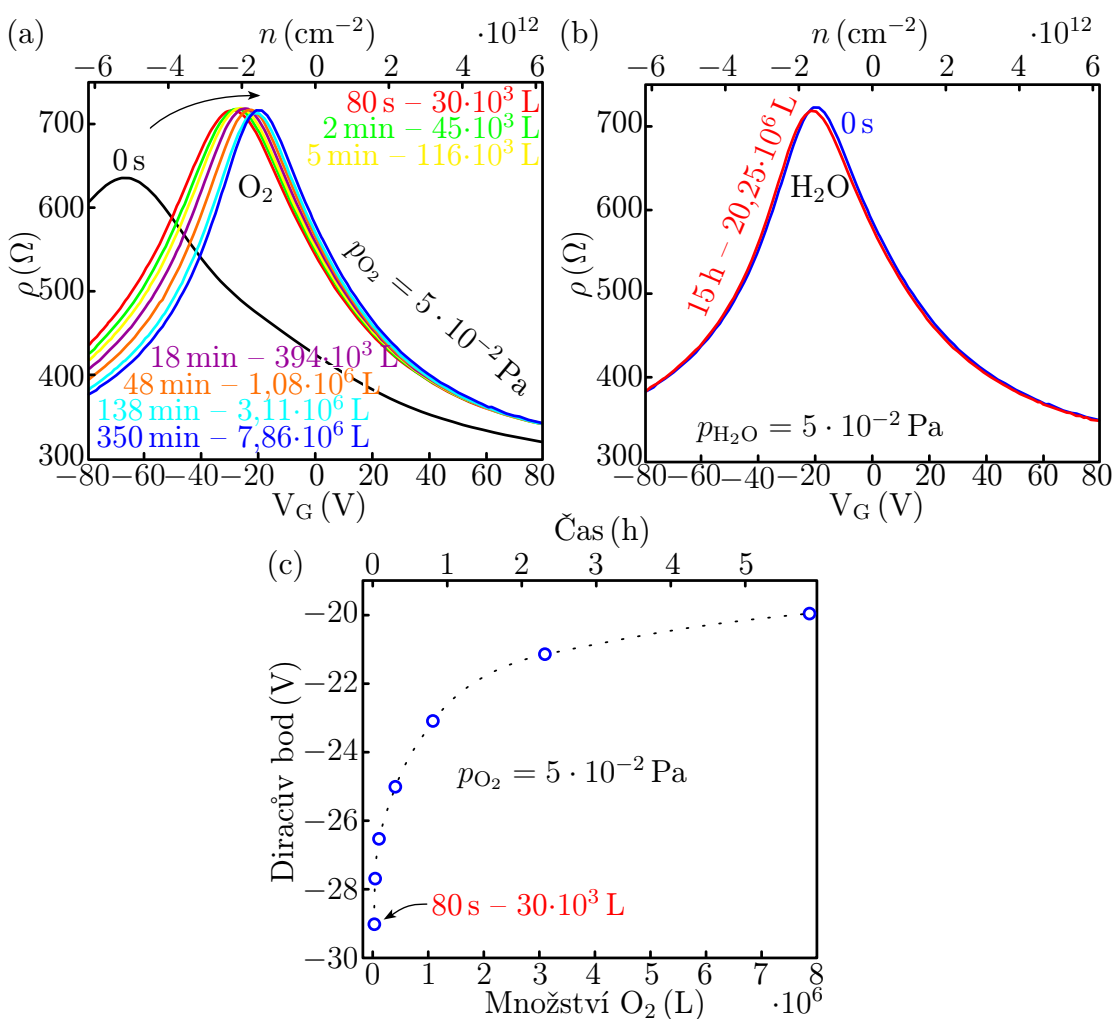 (a)
n (cm⁻²) ·10¹²
−6 −4 −2 0 2 4 6
700
600
500
400
300
ρ (Ω)
0 s
O₂
80 s – 30·10³ L
2 min – 45·10³ L
5 min – 116·10³ L
p_O₂ = 5 · 10⁻² Pa
18 min – 394·10³ L
48 min – 1,08·10⁶ L
138 min – 3,11·10⁶ L
350 min – 7,86·10⁶ L
−80 −60 −40 −20 0 20 40 60 80
V_G (V)
(b)
n (cm⁻²) ·10¹²
−6 −4 −2 0 2 4 6
700
600
500
400
300
ρ (Ω)
0 s
15 h – 20,25·10⁶ L
H₂O
p_H₂O = 5 · 10⁻² Pa
−80 −60 −40 −20 0 20 40 60 80
V_G (V)
(c)
Čas (h)
0 1 2 3 4 5
−20
−22
−24
−26
−28
−30
Diracův bod (V)
p_O₂ = 5 · 10⁻² Pa
80 s – 30·10³ L
0 1 2 3 4 5 6 7 8
Množství O₂ (L) ·10⁶